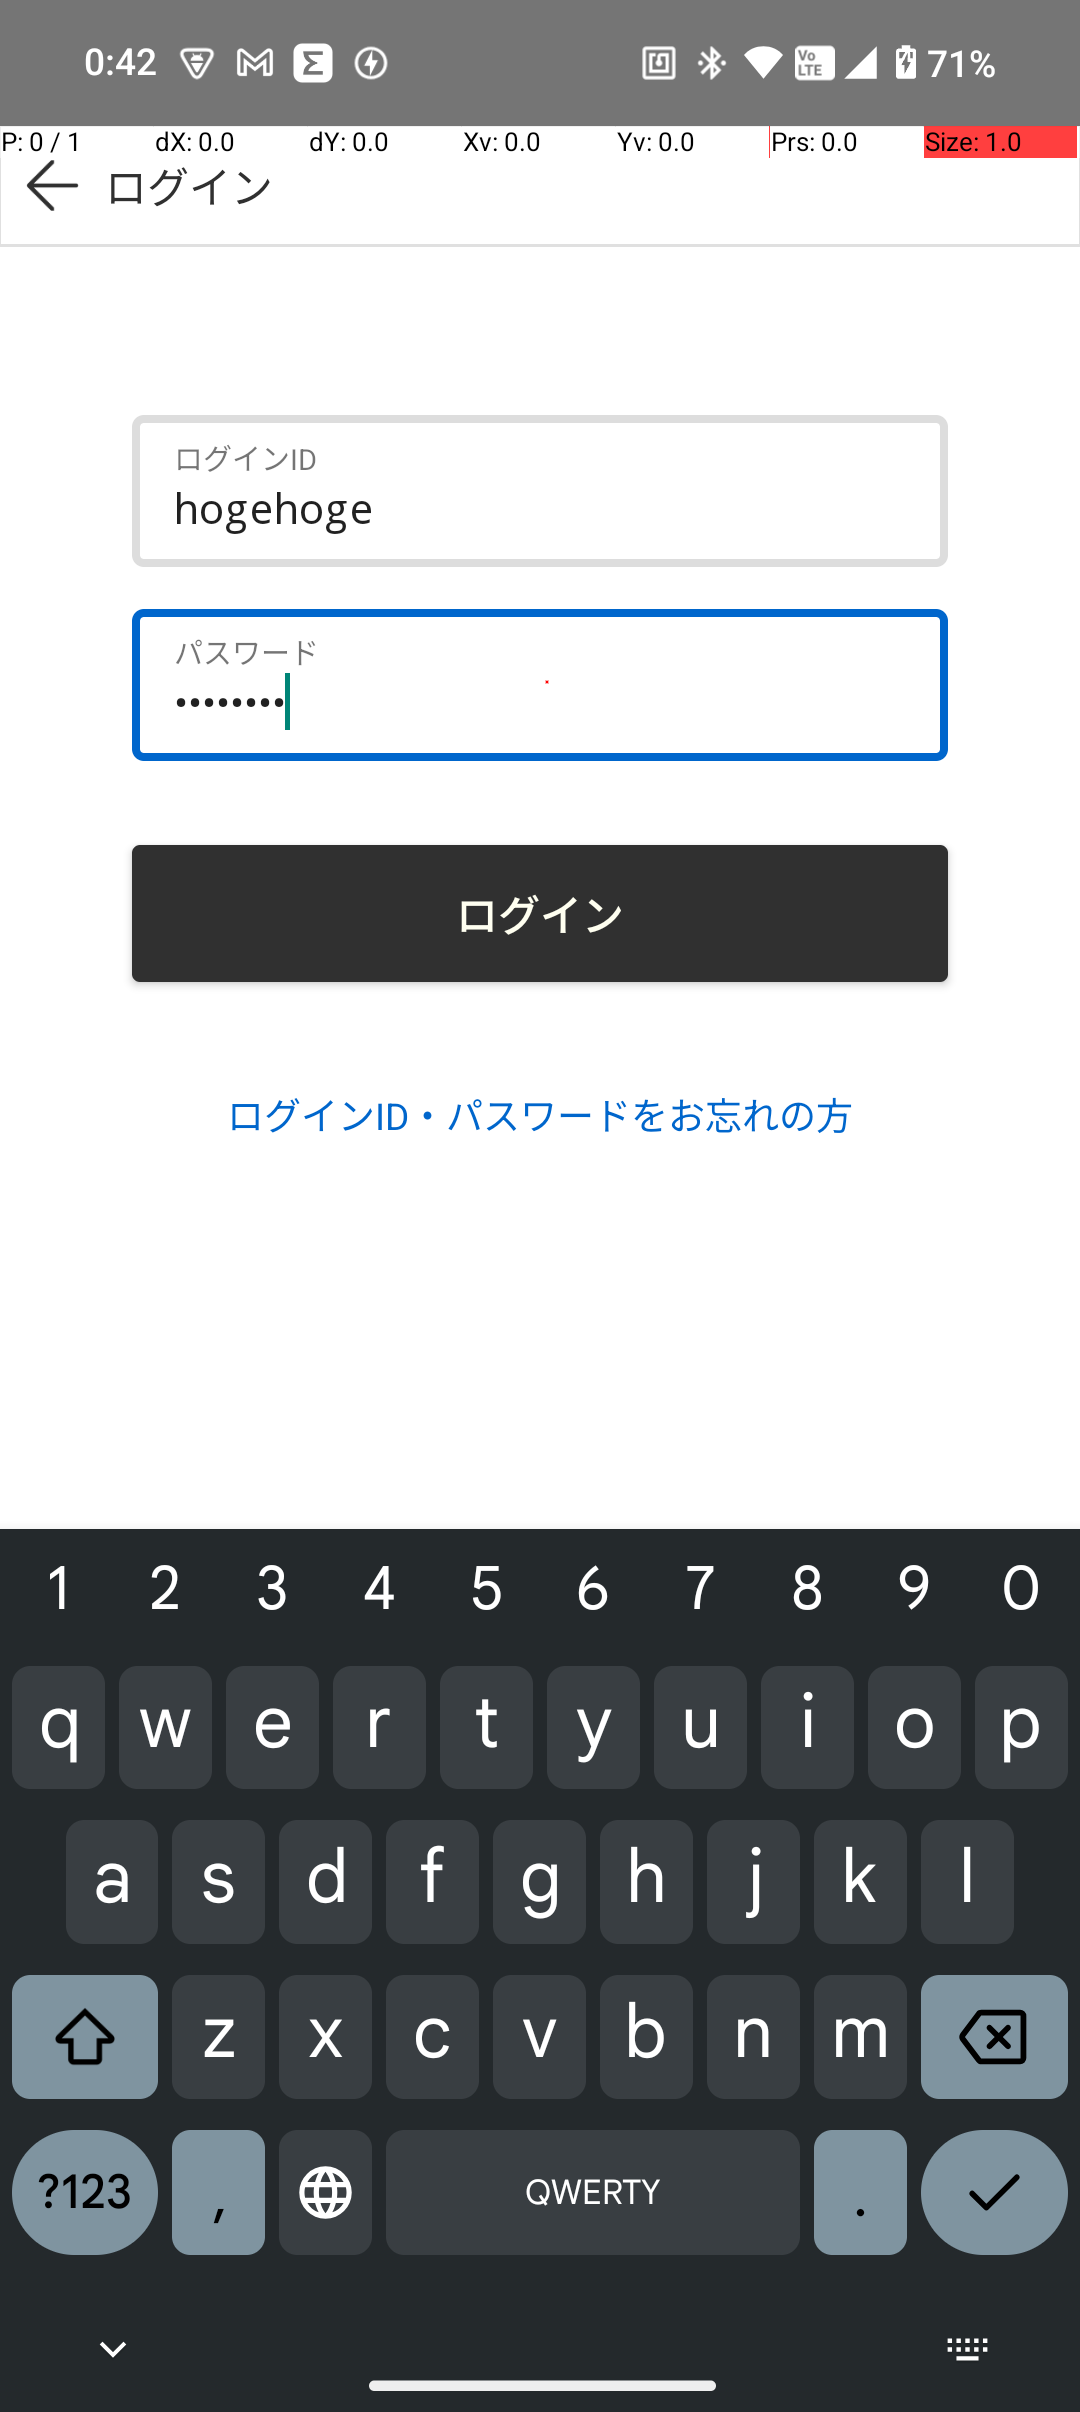 0:42
Vo LTE
71%
P: 0 / 1 dX: 0.0 dY: 0.0 Xv: 0.0 Yv: 0.0 Prs: 0.0 Size: 1.0
ログイン
ログインID
hogehoge
パスワード
••••••••
ログイン
ログインID・パスワードをお忘れの方
1 2 3 4 5 6 7 8 9 0
q w e r t y u i o p
a s d f g h j k l
z x c v b n m
?123 , QWERTY .